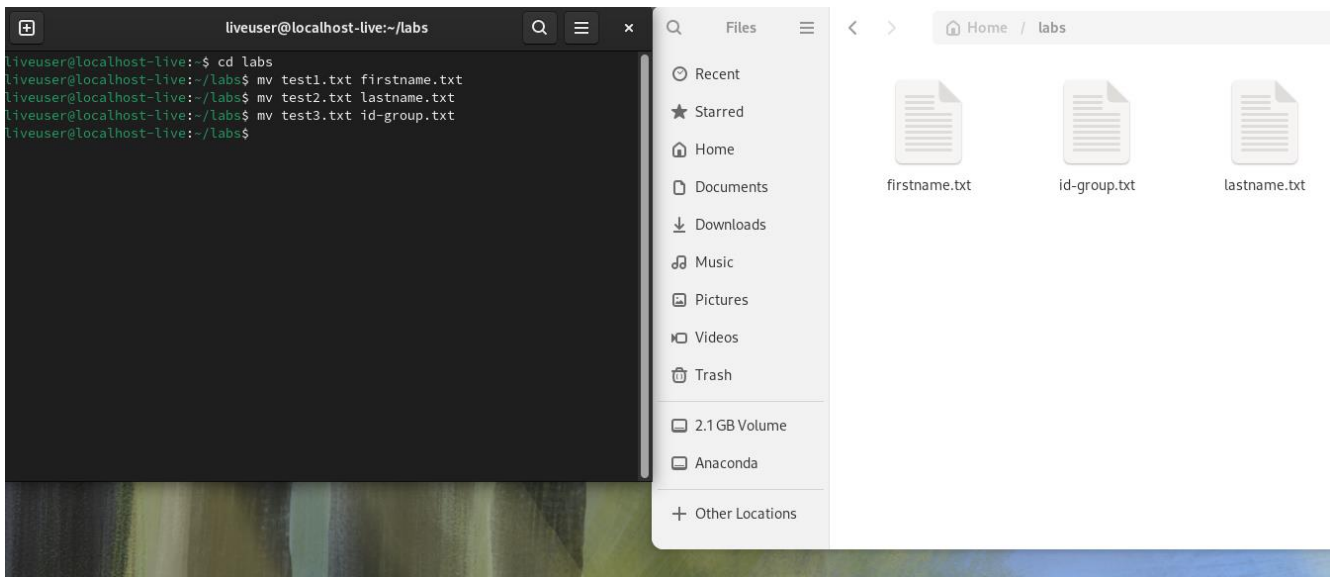 liveuser@localhost-live:~/labs
liveuser@localhost-live:~$ cd labs
liveuser@localhost-live:~/labs$ mv test1.txt firstname.txt
liveuser@localhost-live:~/labs$ mv test2.txt lastname.txt
liveuser@localhost-live:~/labs$ mv test3.txt id-group.txt
liveuser@localhost-live:~/labs$
Files
Recent
Starred
Home
Documents
Downloads
Music
Pictures
Videos
Trash
2.1 GB Volume
Anaconda
Other Locations
Home / labs
firstname.txt id-group.txt lastname.txt